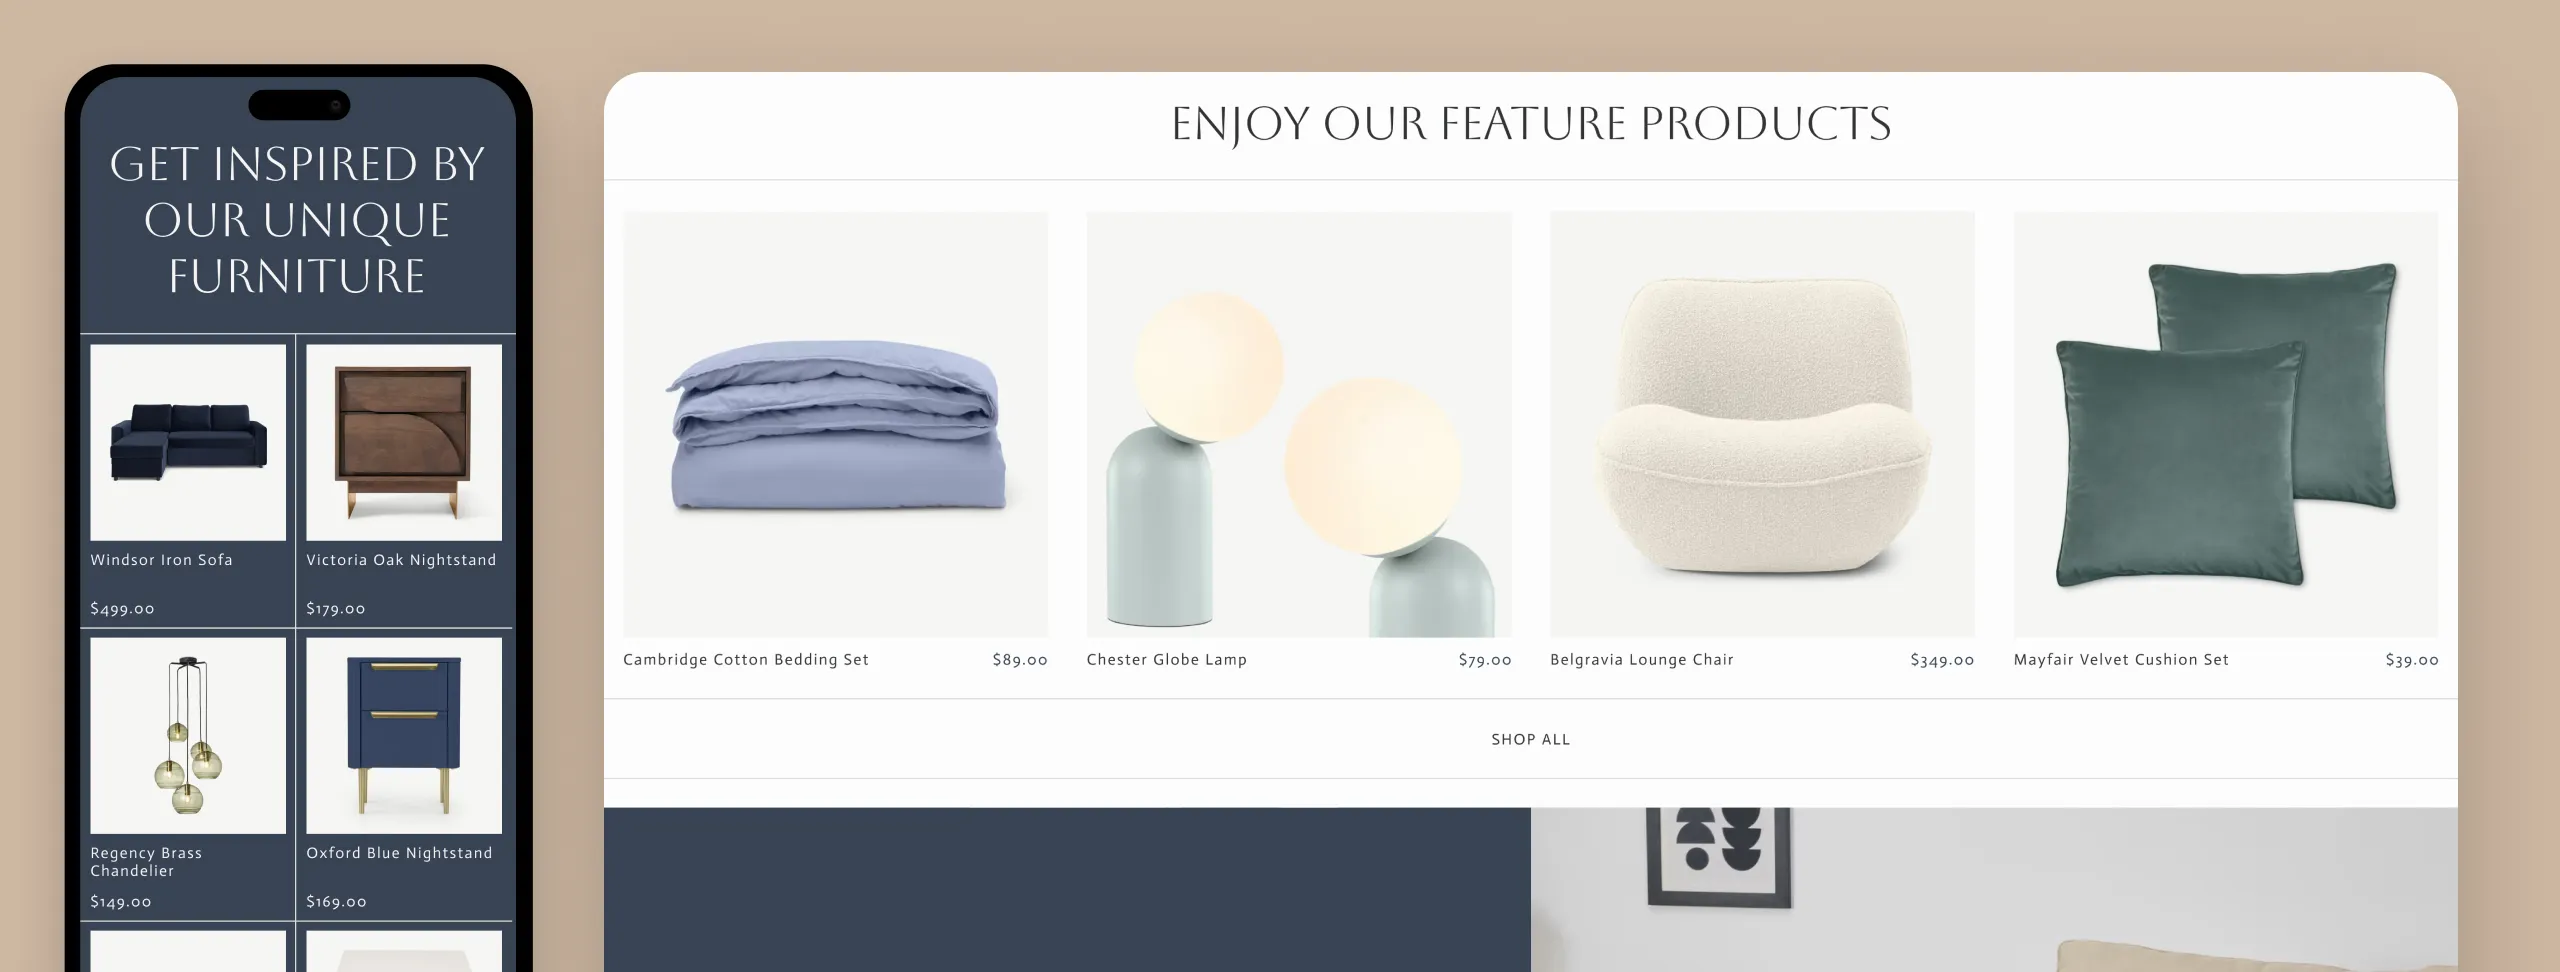 GET INSPIRED BY
OUR UNIQUE
FURNITURE
Windsor Iron Sofa
$499.00
Victoria Oak Nightstand
$179.00
Regency Brass
Chandelier
$149.00
Oxford Blue Nightstand
$169.00
ENJOY OUR FEATURE PRODUCTS
Cambridge Cotton Bedding Set $89.00
Chester Globe Lamp $79.00
Belgravia Lounge Chair $349.00
Mayfair Velvet Cushion Set $39.00
SHOP ALL